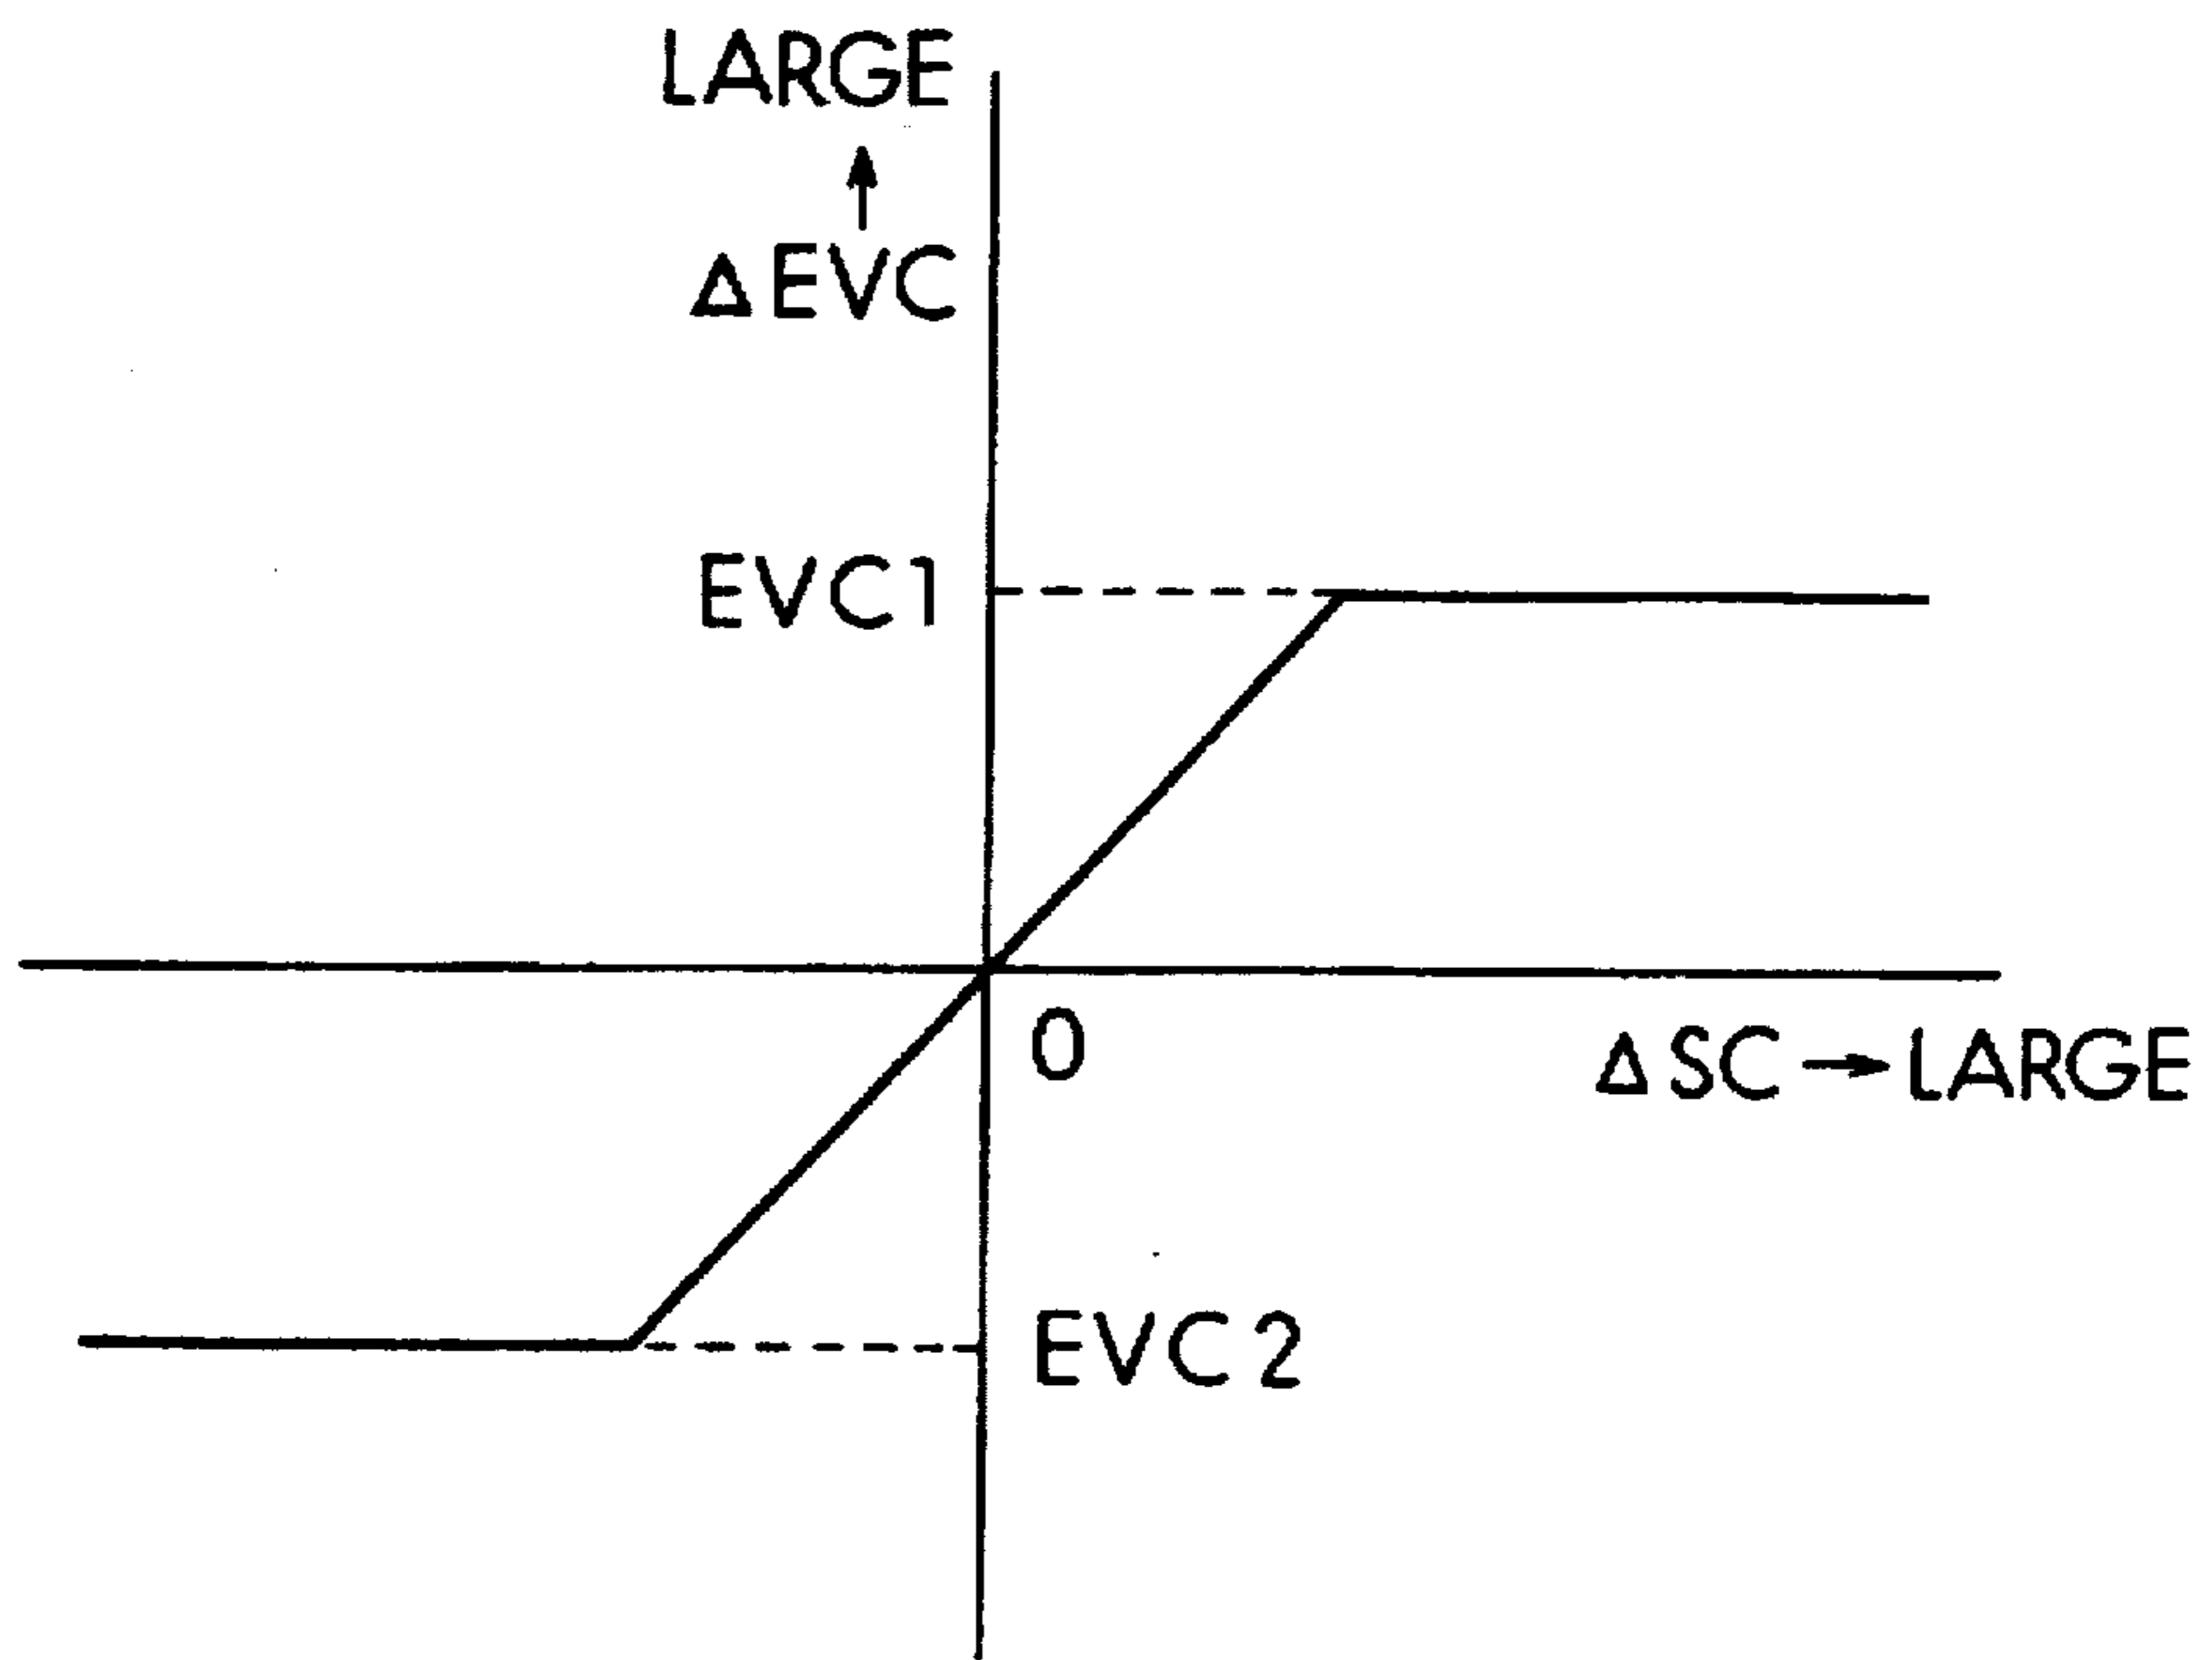 LARGE
ΔEVC
EVC1
0
ΔSC → LARGE
EVC2